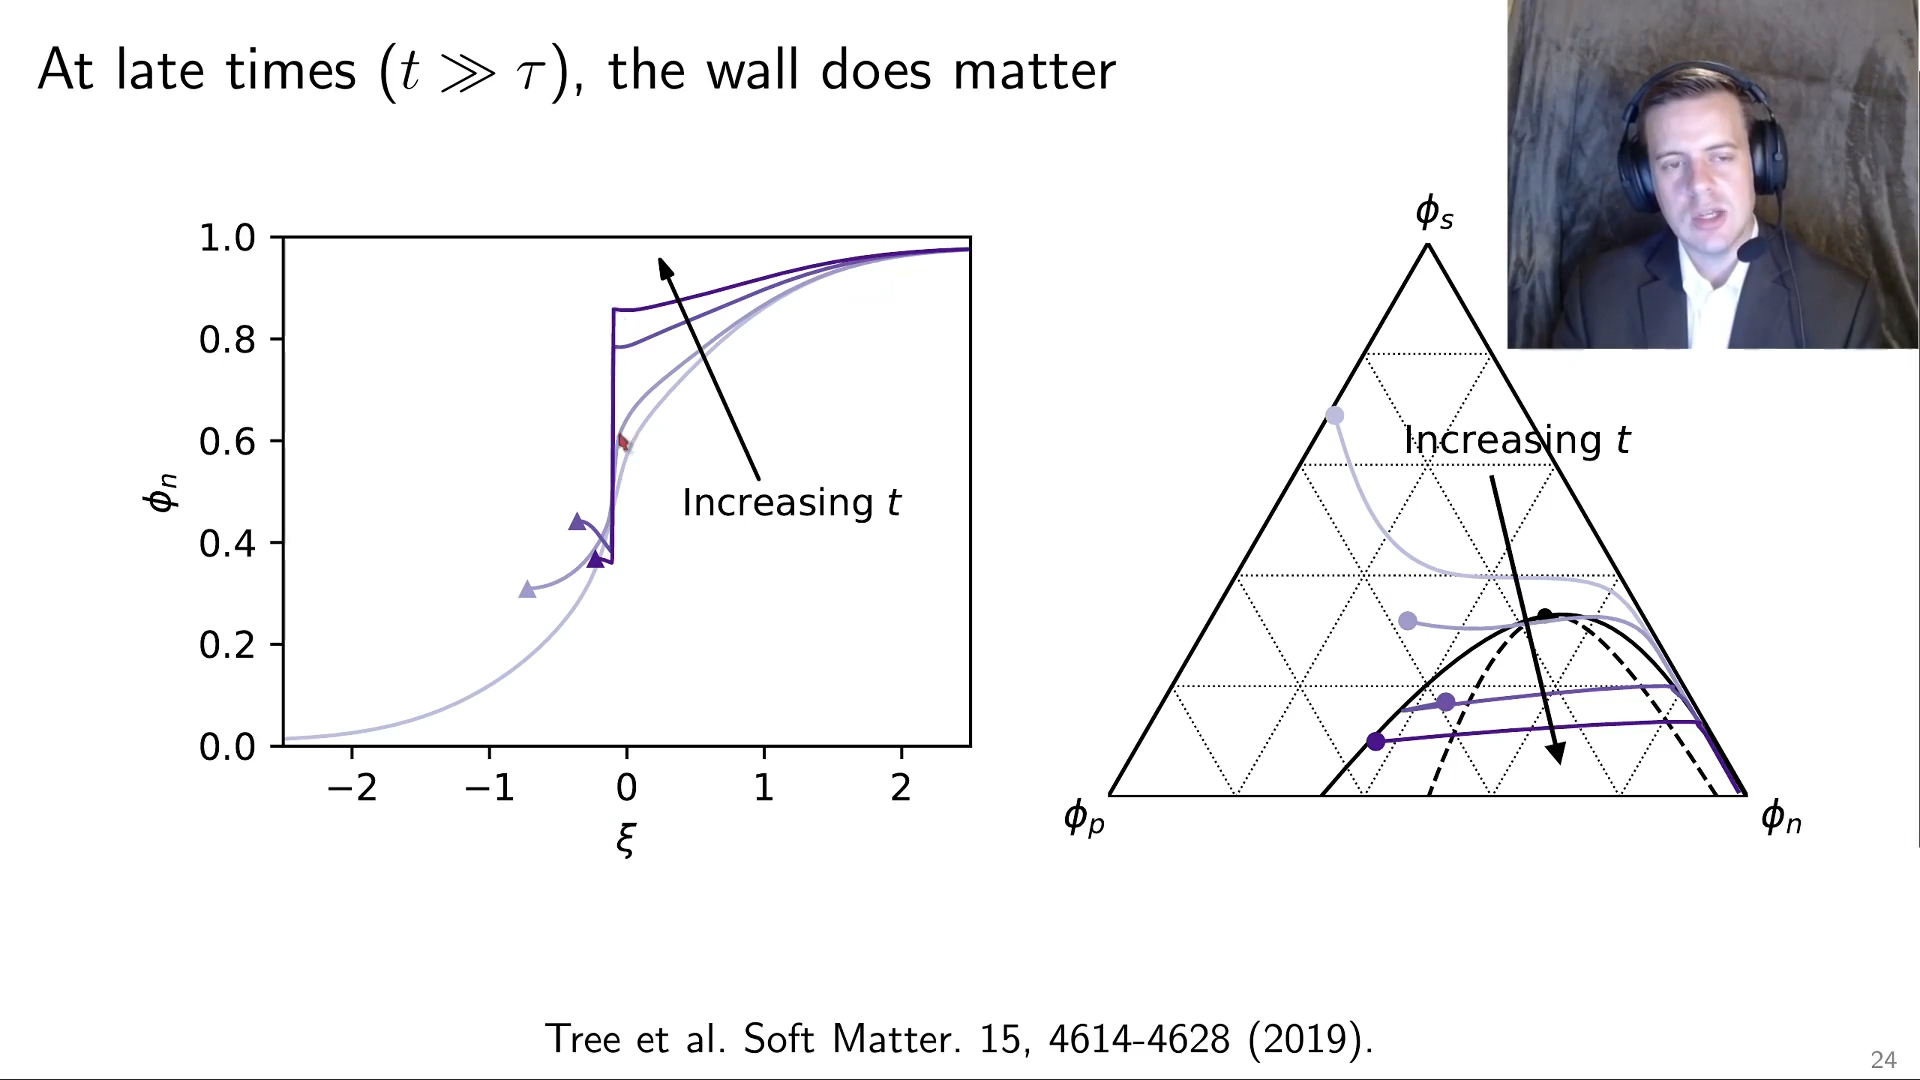 At late times (t ≫ τ), the wall does matter
1.0
0.8
0.6
0.4
0.2
0.0
ϕn
−2
−1
0
1
2
ξ
Increasing t
ϕs
Increasing t
ϕp
ϕn
Tree et al. Soft Matter. 15, 4614-4628 (2019).
24